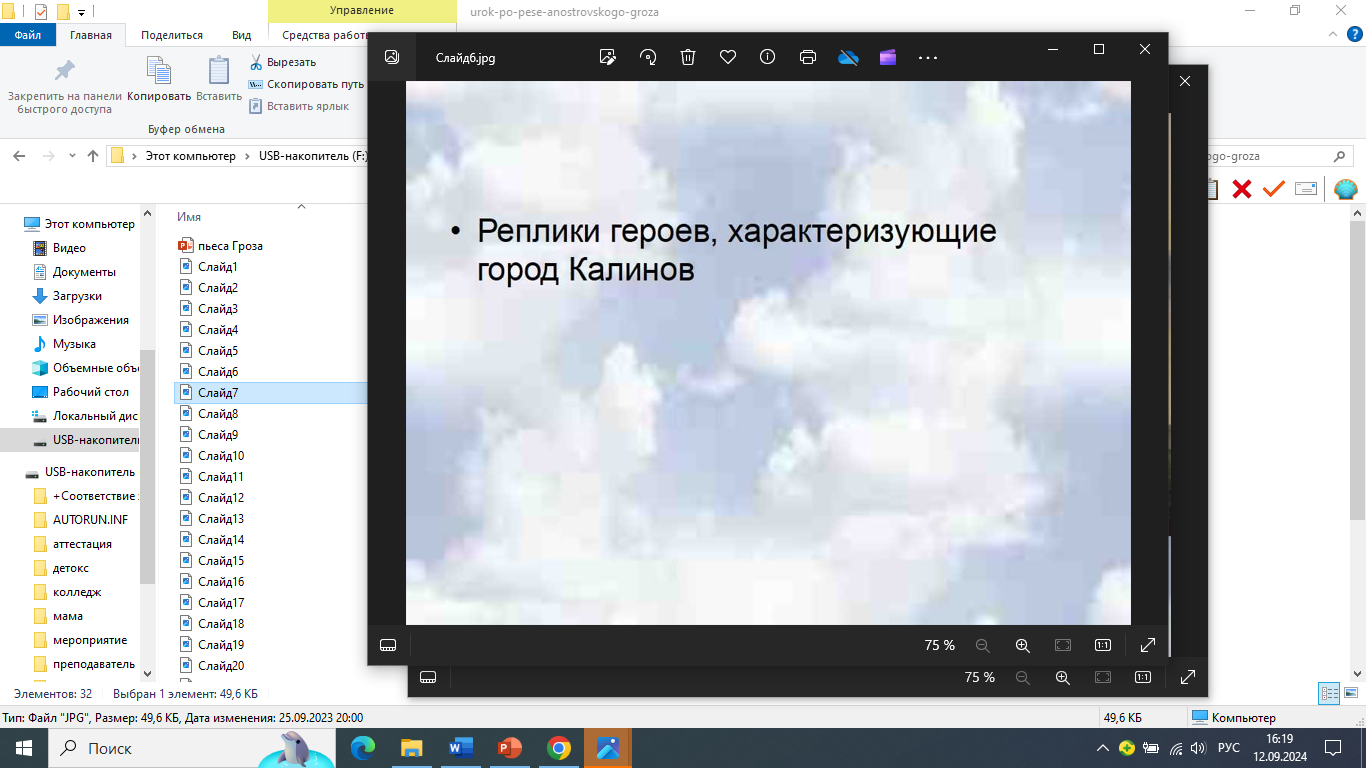 Управление
urok-po-pese-anostrovskogo-groza
Файл
Главная
Поделиться
Вид
Средства работы
Закрепить на панели
быстрого доступа
Копировать
Вставить
Вырезать
Скопировать путь
Вставить ярлык
Буфер обмена
Этот компьютер
USB-накопитель (F:)
ogo-groza
Этот компьютер
Видео
Документы
Загрузки
Изображения
Музыка
Объемные объ
Рабочий стол
Локальный дис
USB-накопитель
USB-накопитель
+Соответствие
AUTORUN.INF
аттестация
детокс
колледж
мама
мероприятие
преподаватель
Имя
пьеса Гроза
Слайд1
Слайд2
Слайд3
Слайд4
Слайд5
Слайд6
Слайд7
Слайд8
Слайд9
Слайд10
Слайд11
Слайд12
Слайд13
Слайд14
Слайд15
Слайд16
Слайд17
Слайд18
Слайд19
Слайд20
Слайд6.jpg
• Реплики героев, характеризующие
город Калинов
75 %
1:1
75 %
1:1
Элементов: 32
Выбран 1 элемент: 49,6 КБ
Тип: Файл "JPG", Размер: 49,6 КБ, Дата изменения: 25.09.2023 20:00
49,6 КБ
Компьютер
Поиск
РУС
16:19
12.09.2024